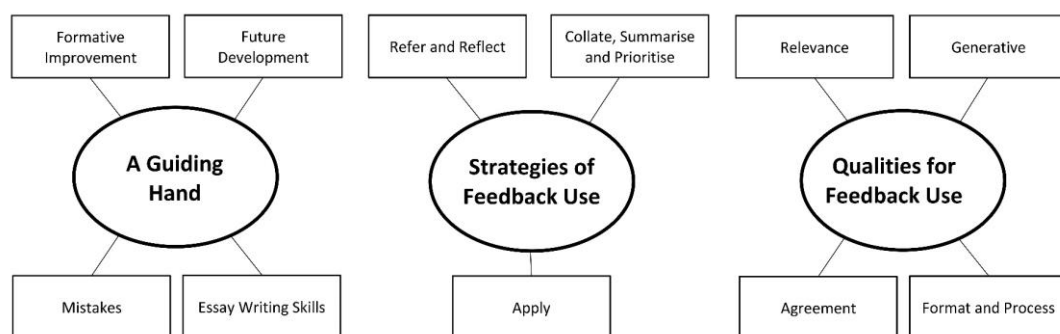 Formative
Improvement
Future
Development
Refer and Reflect
Collate, Summarise
and Prioritise
Relevance
Generative
A Guiding
Hand
Strategies of
Feedback Use
Qualities for
Feedback Use
Mistakes
Essay Writing Skills
Apply
Agreement
Format and Process